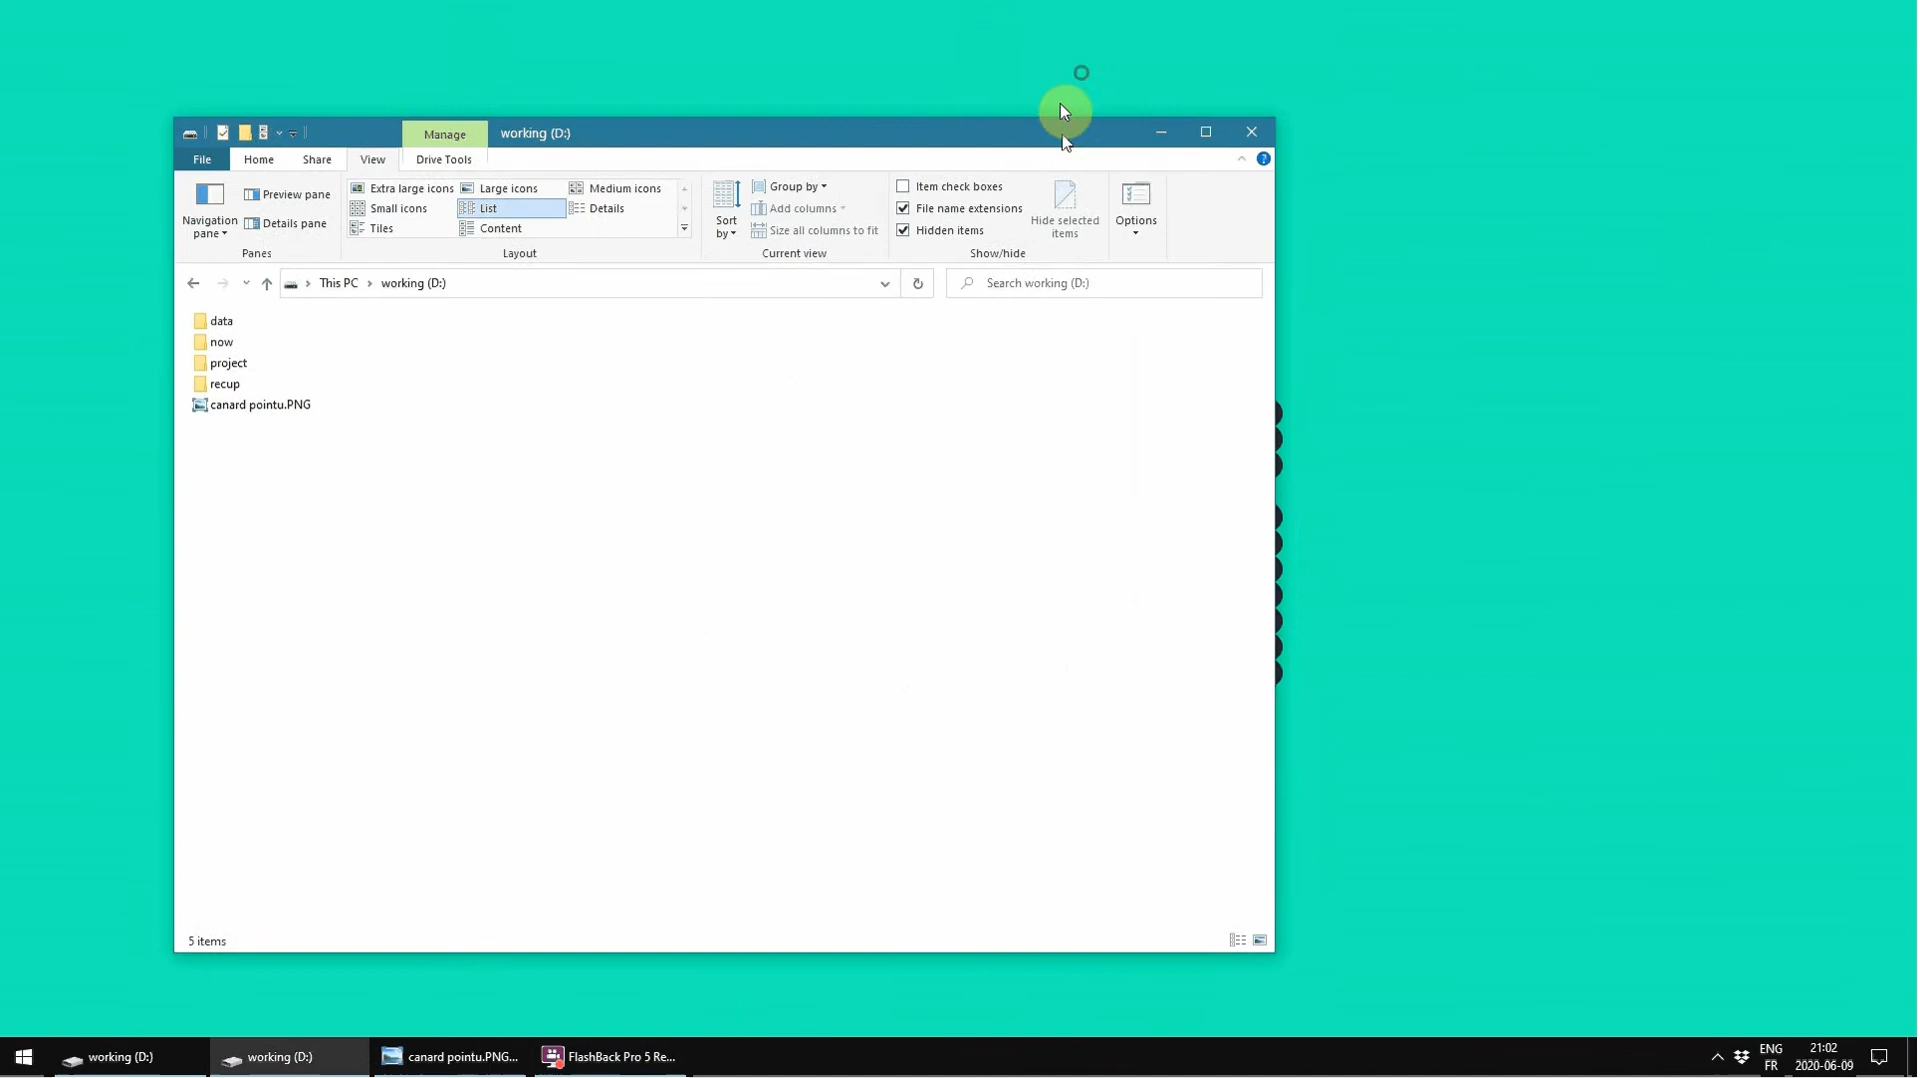 Manage working (D:)
File Home Share View Drive Tools
Navigation pane
Preview pane
Details pane
Panes
Extra large icons Large icons Medium icons
Small icons List Details
Tiles Content
Layout
Sort by
Group by
Add columns
Size all columns to fit
Current view
Item check boxes
File name extensions
Hidden items
Hide selected items
Show/hide
Options
This PC working (D:)
Search working (D:)
data
now
project
recup
canard pointu.PNG
5 items
working (D:) working (D:) canard pointu.PNG... FlashBack Pro 5 Re...
ENG
FR
21:02
2020-06-09